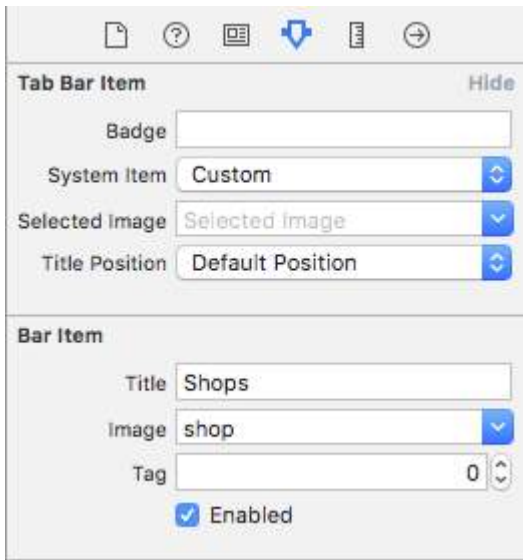 Tab Bar Item Hide
Badge
System Item Custom
Selected Image Selected Image
Title Position Default Position
Bar Item
Title Shops
Image shop
Tag 0
Enabled